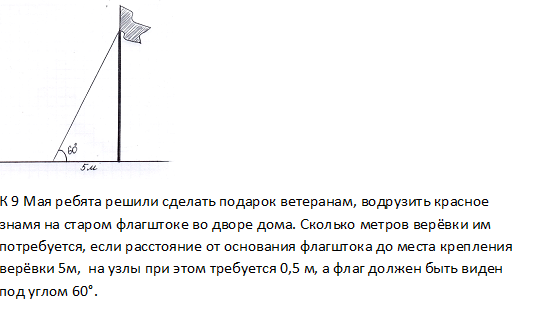 60°
5м
К 9 Мая ребята решили сделать подарок ветеранам, водрузить красное
знамя на старом флагштоке во дворе дома. Сколько метров верёвки им
потребуется, если расстояние от основания флагштока до места крепления
верёвки 5м, на узлы при этом требуется 0,5 м, а флаг должен быть виден
под углом 60°.